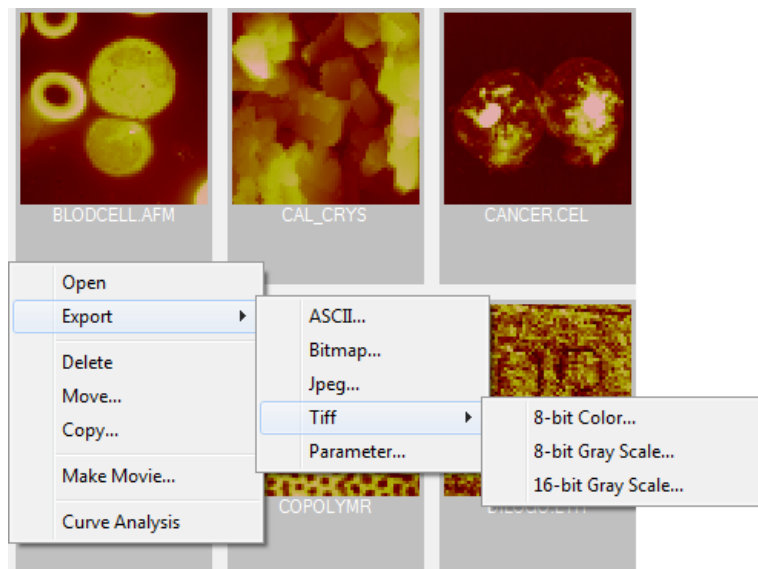 BLODCELL.AFM
CAL_CRYS
CANCER.CEL
Open
Export
Delete
Move...
Copy...
Make Movie...
Curve Analysis
ASCII...
Bitmap...
Jpeg...
Tiff
Parameter...
8-bit Color...
8-bit Gray Scale...
16-bit Gray Scale...
COPOLYMR